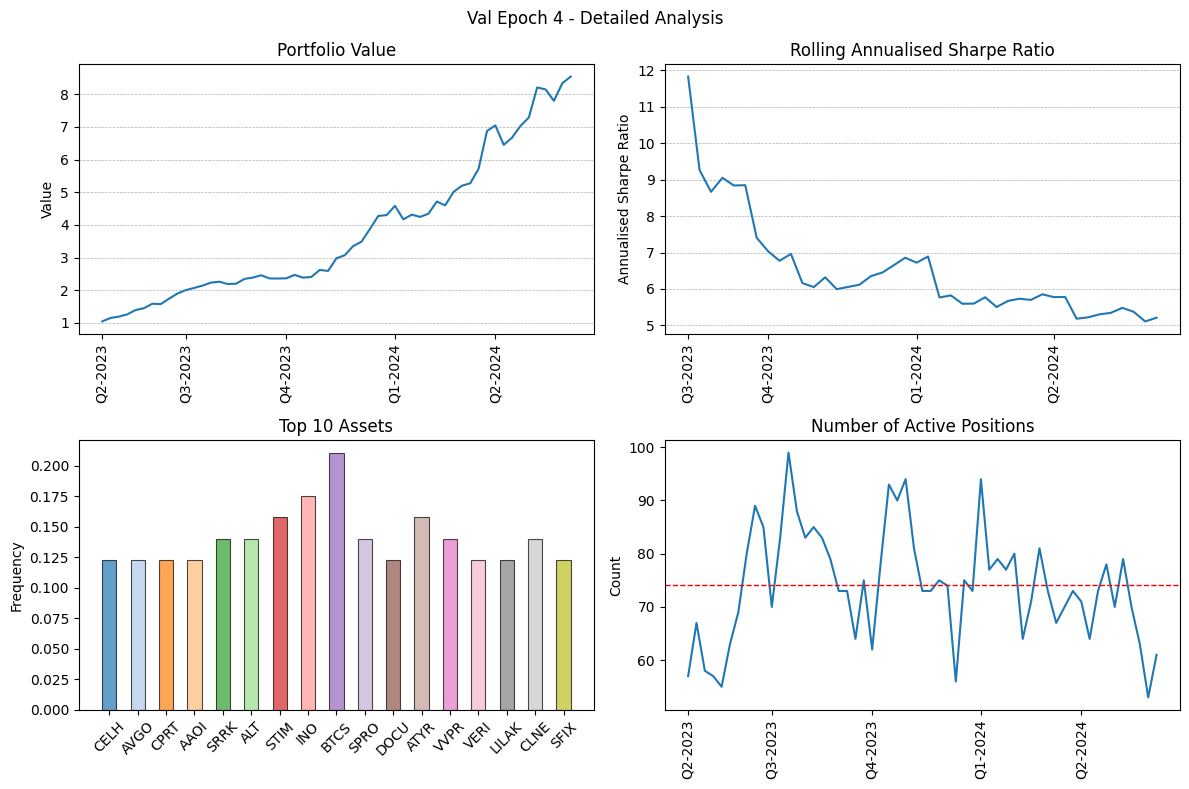 Val Epoch 4 - Detailed Analysis
Portfolio Value
Value
8
7
6
5
4
3
2
1
Q2-2023
Q3-2023
Q4-2023
Q1-2024
Q2-2024
Rolling Annualised Sharpe Ratio
Annualised Sharpe Ratio
12
11
10
9
8
7
6
5
Q3-2023
Q4-2023
Q1-2024
Q2-2024
Top 10 Assets
Frequency
0.200
0.175
0.150
0.125
0.100
0.075
0.050
0.025
0.000
CELH
AVGO
CPRT
AAOI
SRRK
ALT
STIM
INO
BTCS
SPRO
DOCU
ATYR
VVPR
VERI
LILAK
CLNE
SFIX
Number of Active Positions
Count
100
90
80
70
60
Q2-2023
Q3-2023
Q4-2023
Q1-2024
Q2-2024